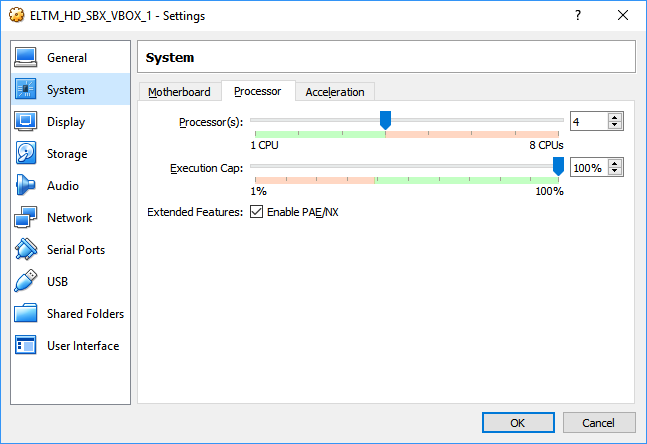 ELTM_HD_SBX_VBOX_1 - Settings
?
General
System
Display
Storage
Audio
Network
Serial Ports
USB
Shared Folders
User Interface
System
Motherboard Processor Acceleration
Processor(s): 4
1 CPU 8 CPUs
Execution Cap: 100%
1% 100%
Extended Features: Enable PAE/NX
OK Cancel